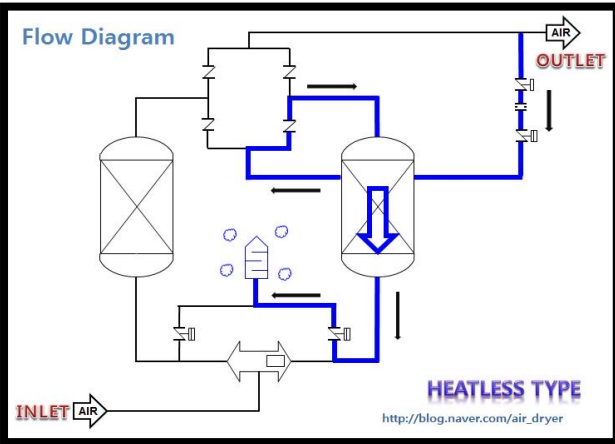 Flow Diagram
AIR
OUTLET
INLET
AIR
HEATLESS TYPE
http://blog.naver.com/air_dryer